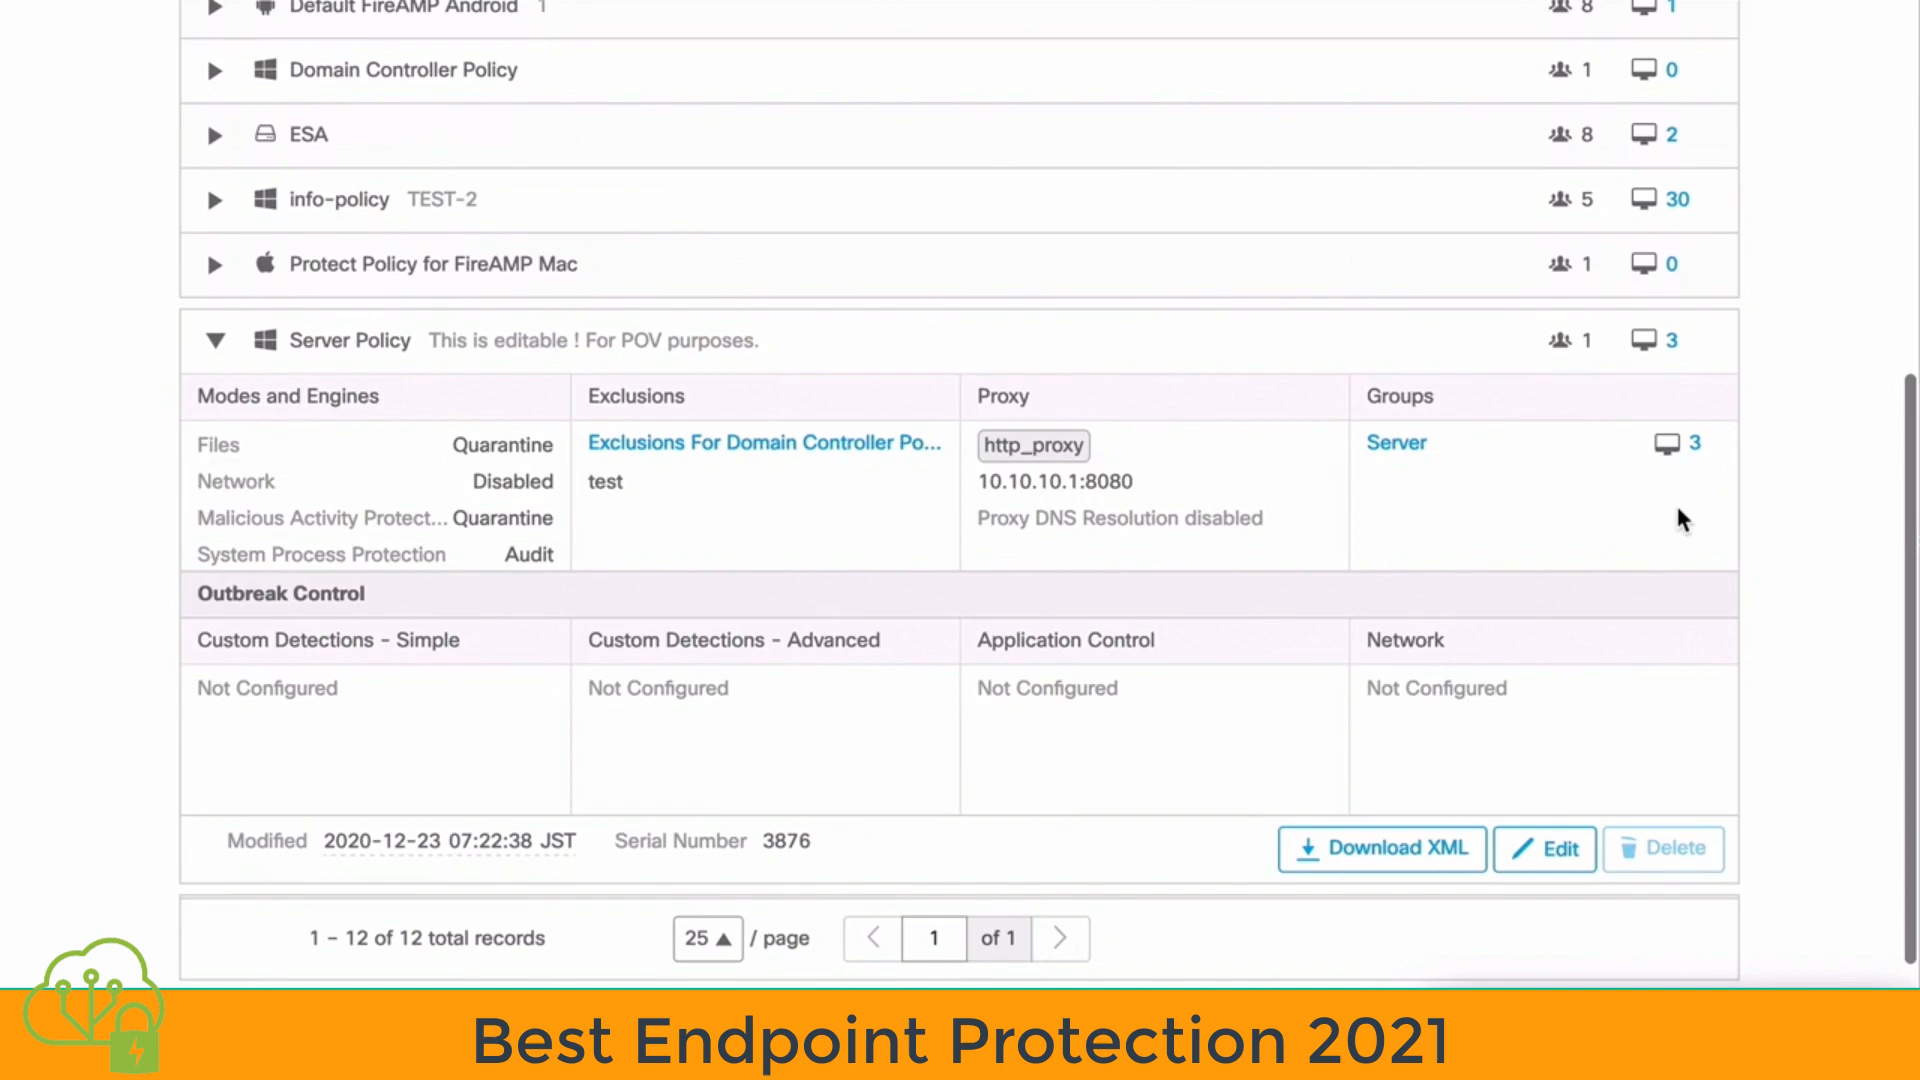 Default FireAMP Android 1 8 1
Domain Controller Policy 1 0
ESA 8 2
info-policy TEST-2 5 30
Protect Policy for FireAMP Mac 1 0
Server Policy This is editable ! For POV purposes. 1 3
Modes and Engines Exclusions Proxy Groups
Files Quarantine Exclusions For Domain Controller Po... http_proxy Server 3
Network Disabled test 10.10.10.1:8080
Malicious Activity Protect... Quarantine Proxy DNS Resolution disabled
System Process Protection Audit
Outbreak Control
Custom Detections - Simple Custom Detections - Advanced Application Control Network
Not Configured Not Configured Not Configured Not Configured
Modified 2020-12-23 07:22:38 JST Serial Number 3876 Download XML Edit Delete
1 - 12 of 12 total records 25 / page 1 of 1
Best Endpoint Protection 2021